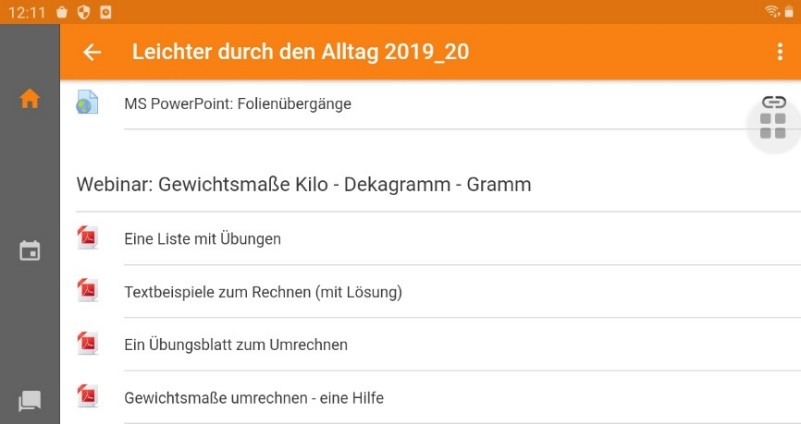 12:11
Leichter durch den Alltag 2019_20
MS PowerPoint: Folienübergänge
Webinar: Gewichtsmaße Kilo - Dekagramm - Gramm
Eine Liste mit Übungen
Textbeispiele zum Rechnen (mit Lösung)
Ein Übungsblatt zum Umrechnen
Gewichtsmaße umrechnen - eine Hilfe